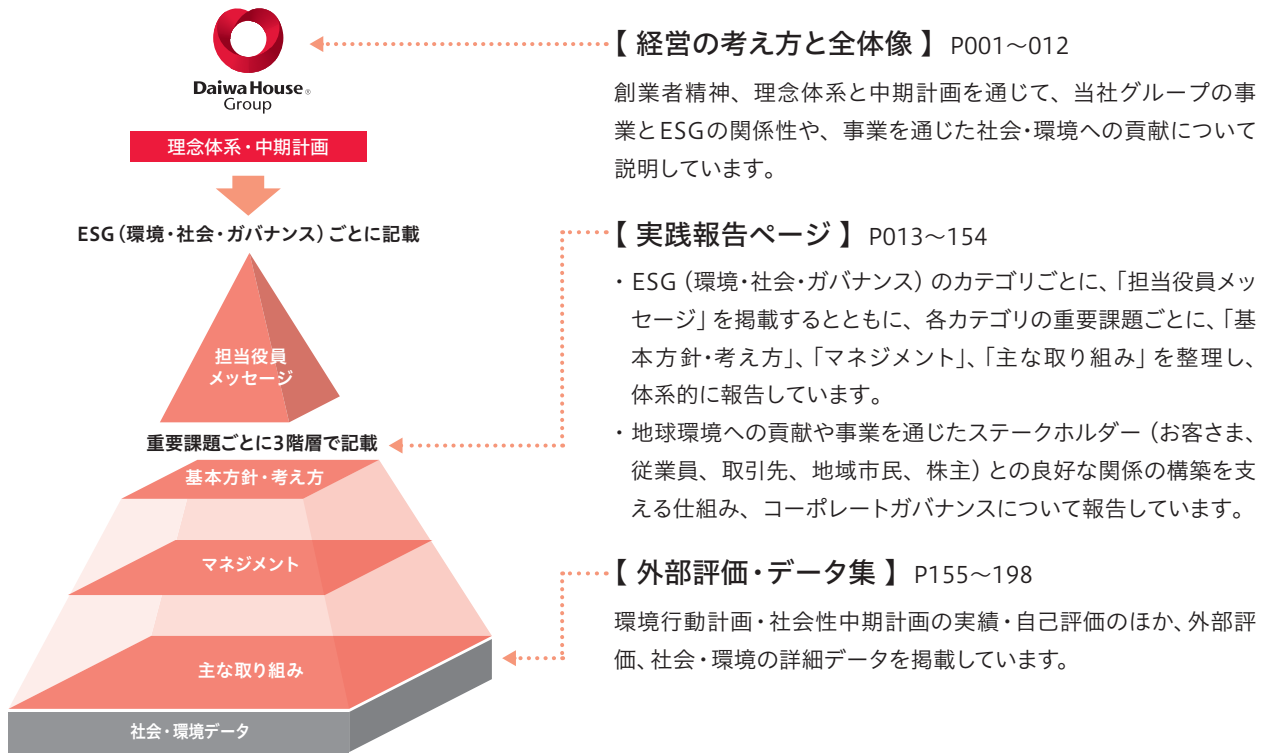 Daiwa House®
Group
理念体系・中期計画
ESG（環境・社会・ガバナンス）ごとに記載
担当役員
メッセージ
重要課題ごとに3階層で記載
基本方針・考え方
マネジメント
主な取り組み
社会・環境データ
【 経営の考え方と全体像 】 P001〜012
創業者精神、理念体系と中期計画を通じて、当社グループの事
業とESGの関係性や、事業を通じた社会・環境への貢献について
説明しています。
【 実践報告ページ 】 P013〜154
・ESG（環境・社会・ガバナンス）のカテゴリごとに、「担当役員メッ
セージ」を掲載するとともに、各カテゴリの重要課題ごとに、「基
本方針・考え方」、「マネジメント」、「主な取り組み」を整理し、
体系的に報告しています。
・地球環境への貢献や事業を通じたステークホルダー（お客さま、
従業員、取引先、地域市民、株主）との良好な関係の構築を支
える仕組み、コーポレートガバナンスについて報告しています。
【 外部評価・データ集 】 P155〜198
環境行動計画・社会性中期計画の実績・自己評価のほか、外部評
価、社会・環境の詳細データを掲載しています。